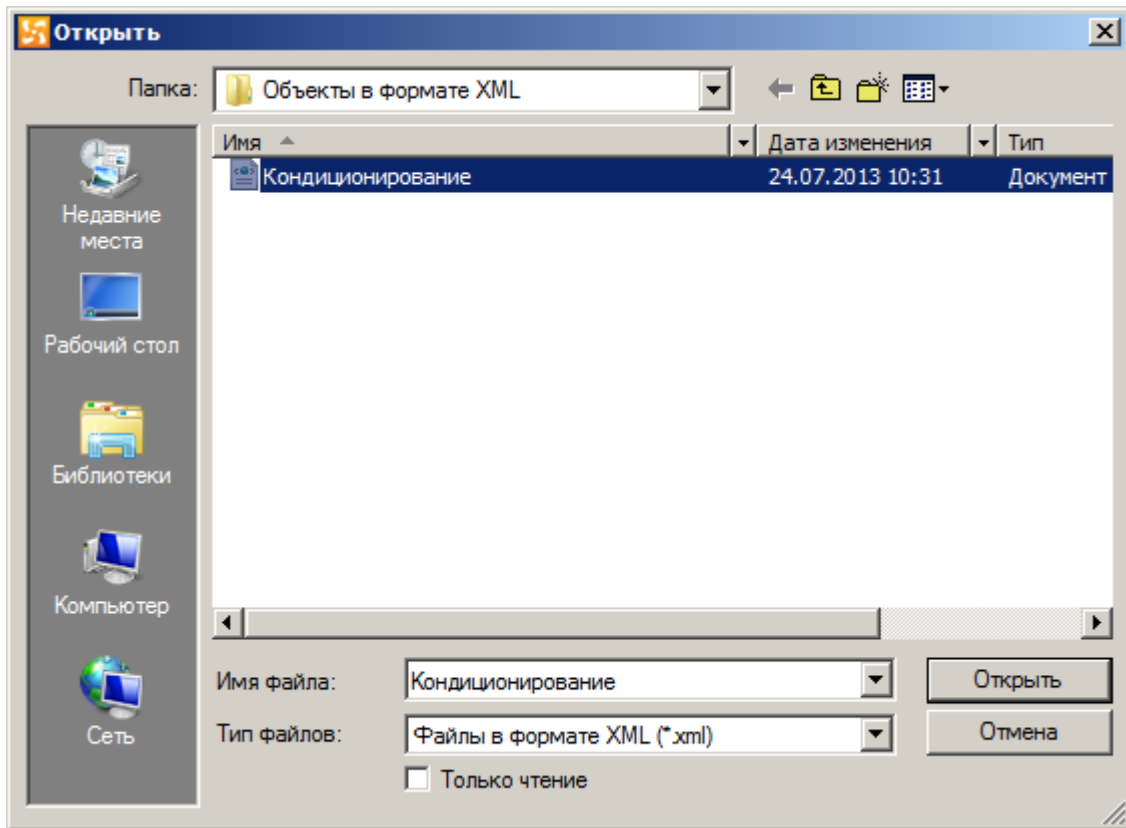 Открыть
Папка: Объекты в формате XML
Имя Дата изменения Тип
Кондиционирование 24.07.2013 10:31 Документ
Недавние
места
Рабочий стол
Библиотеки
Компьютер
Сеть
Имя файла: Кондиционирование Открыть
Тип файлов: Файлы в формате XML (*.xml) Отмена
Только чтение